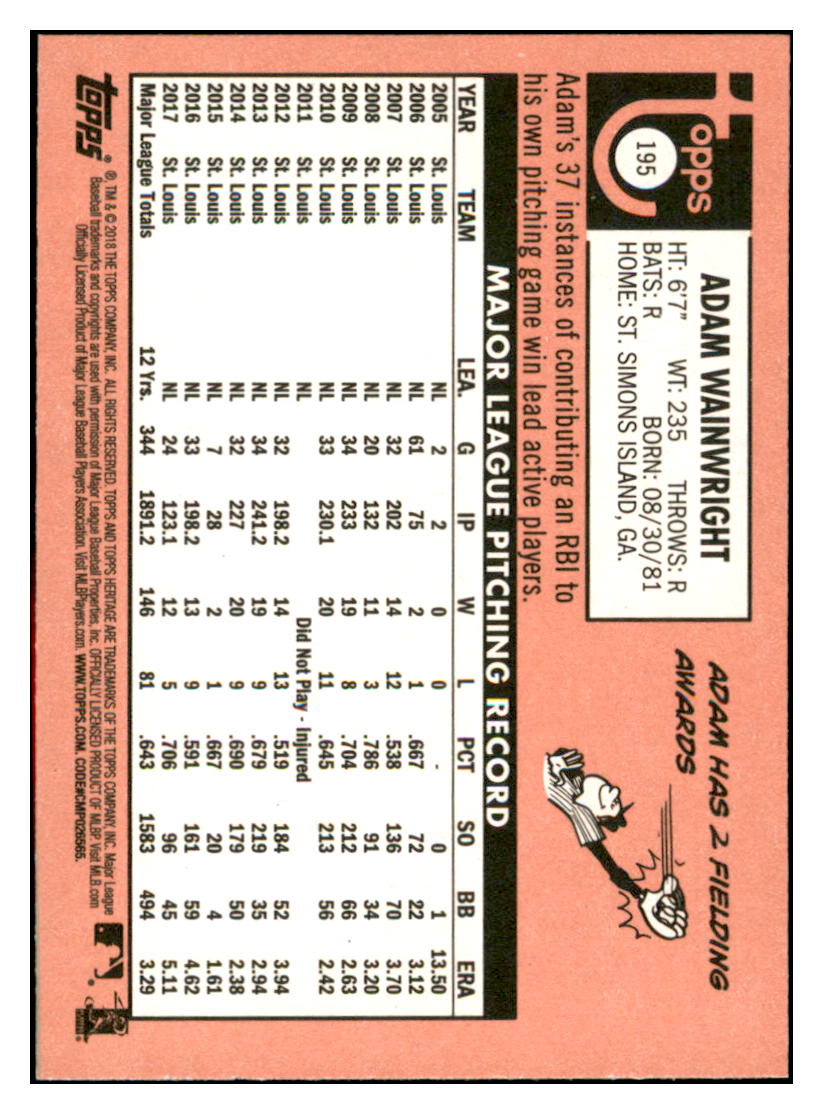 Topps
195
ADAM WAINWRIGHT
HT: 6'7" WT: 235 THROWS: R
BATS: R BORN: 08/30/81
HOME: ST. SIMONS ISLAND, GA.
ADAM HAS 2 FIELDING
AWARDS
Adam's 37 instances of contributing an RBI to
his own pitching game win lead active players.
MAJOR LEAGUE PITCHING RECORD
YEAR TEAM LEA. G IP W L PCT SO BB ERA
2005 St. Louis NL 2 2 0 0 - 0 1 13.50
2006 St. Louis NL 61 75 2 1 .667 72 22 3.12
2007 St. Louis NL 32 202 14 12 .538 136 70 3.70
2008 St. Louis NL 20 132 11 3 .786 91 34 3.20
2009 St. Louis NL 34 233 19 8 .704 212 66 2.63
2010 St. Louis NL 33 230.1 20 11 .645 213 56 2.42
2011 St. Louis NL Did Not Play - Injured
2012 St. Louis NL 32 198.2 14 13 .519 184 52 3.94
2013 St. Louis NL 34 241.2 19 9 .679 219 35 2.94
2014 St. Louis NL 32 227 20 9 .690 179 50 2.38
2015 St. Louis NL 7 28 2 1 .667 20 4 1.61
2016 St. Louis NL 33 198.2 13 9 .591 161 59 4.62
2017 St. Louis NL 24 123.1 12 5 .706 96 45 5.11
Major League Totals 12 Yrs. 344 1891.2 146 81 .643 1583 494 3.29
topps ® ®, TM & © 2018 THE TOPPS COMPANY, INC. ALL RIGHTS RESERVED. TOPPS AND TOPPS HERITAGE ARE TRADEMARKS OF THE TOPPS COMPANY, INC. Major League
Baseball trademarks and copyrights are used with permission of Major League Baseball Properties, Inc. OFFICIALLY LICENSED PRODUCT OF MLBP Visit MLB.com
Officially Licensed Product of Major League Baseball Players Association. Visit MLBPlayers.com. WWW.TOPPS.COM. CODE#CMP026565.